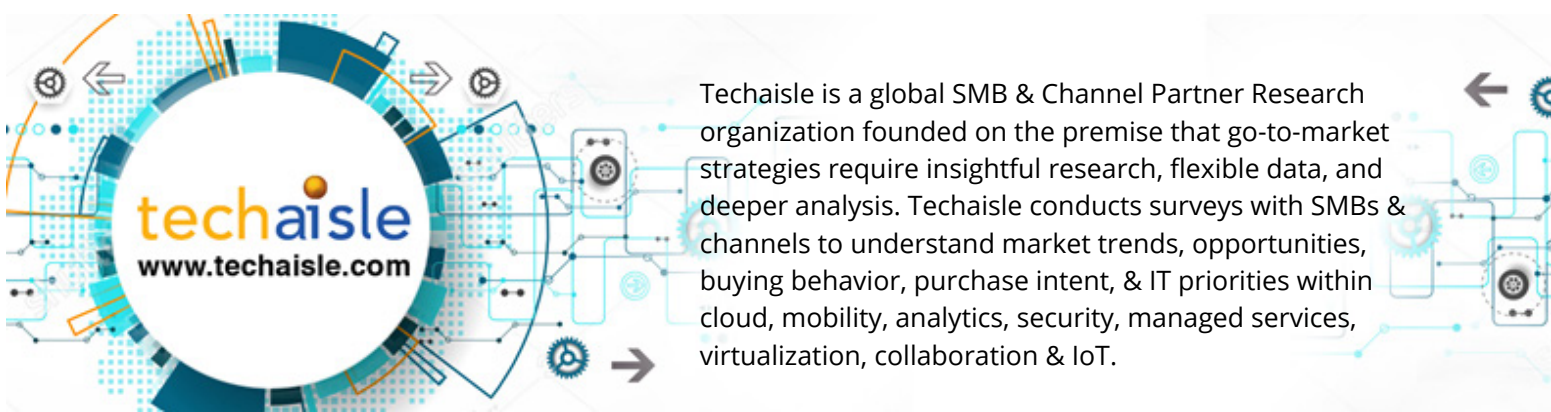 techaisle
www.techaisle.com
Techaisle is a global SMB & Channel Partner Research
organization founded on the premise that go-to-market
strategies require insightful research, flexible data, and
deeper analysis. Techaisle conducts surveys with SMBs &
channels to understand market trends, opportunities,
buying behavior, purchase intent, & IT priorities within
cloud, mobility, analytics, security, managed services,
virtualization, collaboration & IoT.